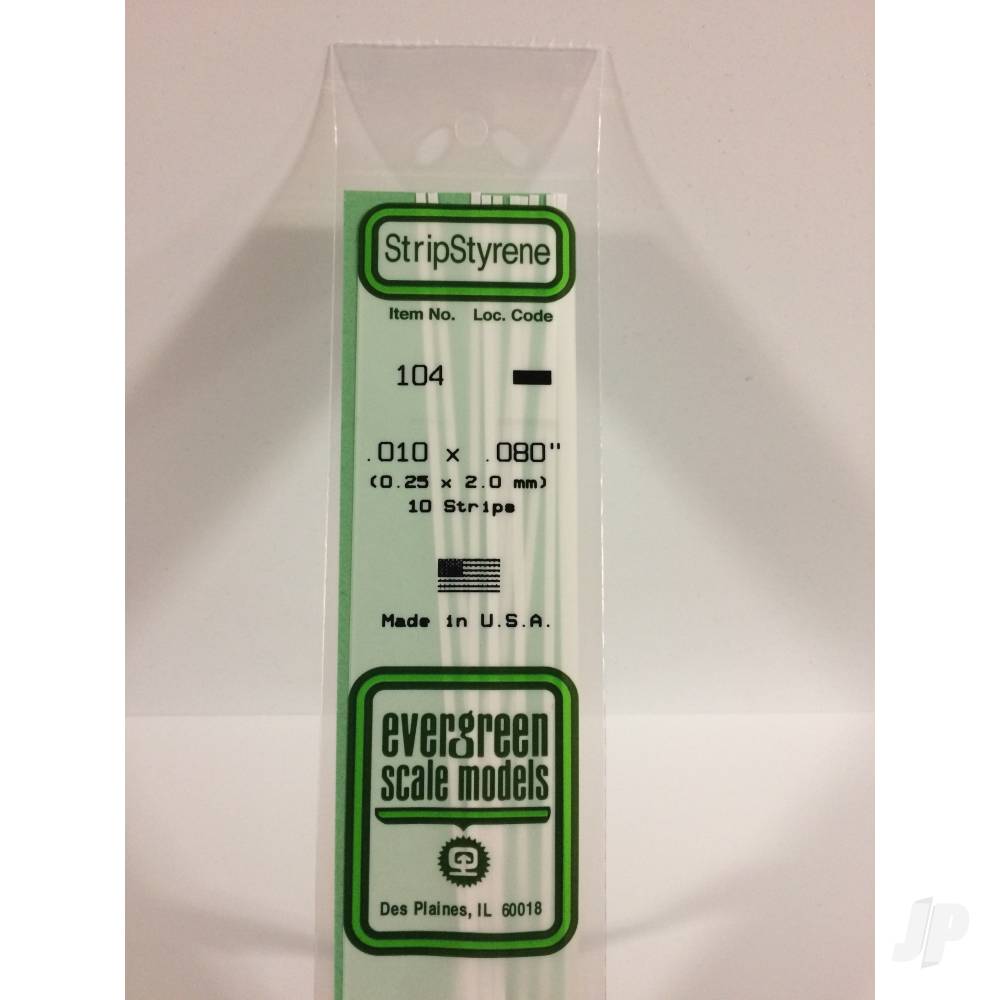 StripStyrene
Item No. Loc. Code
104
.010 x .080"
(0.25 x 2.0 mm)
10 Strips
Made in U.S.A.
evergreen
scale models
Des Plaines, IL 60018
JP